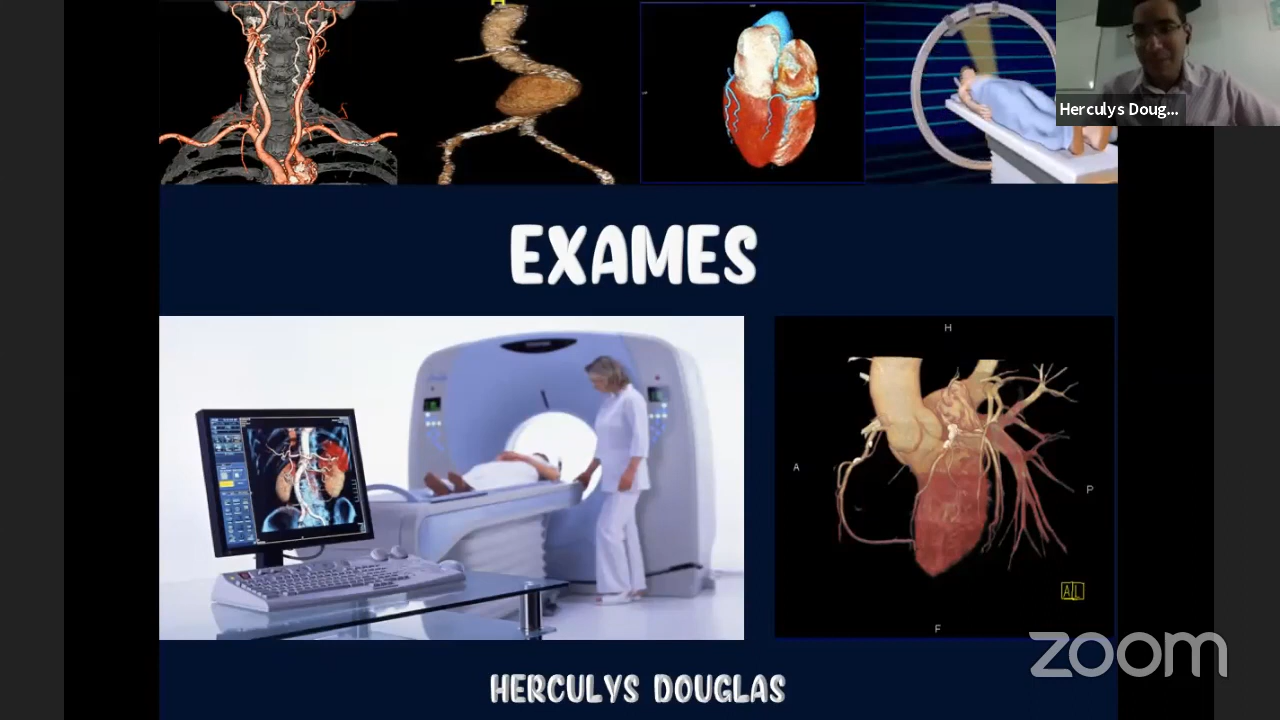 Herculys Doug...
EXAMES
H
A
P
A L
F
zoom
HERCULYS DOUGLAS